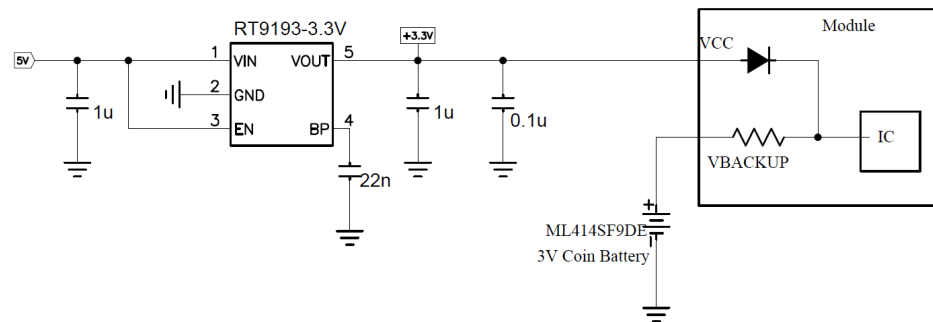 RT9193-3.3V
5V
1
VIN
VOUT
5
+3.3V
2
GND
3
EN
BP
4
1u
22n
1u
0.1u
Module
VCC
VBACKUP
IC
+
ML414SF9DE
3V Coin Battery